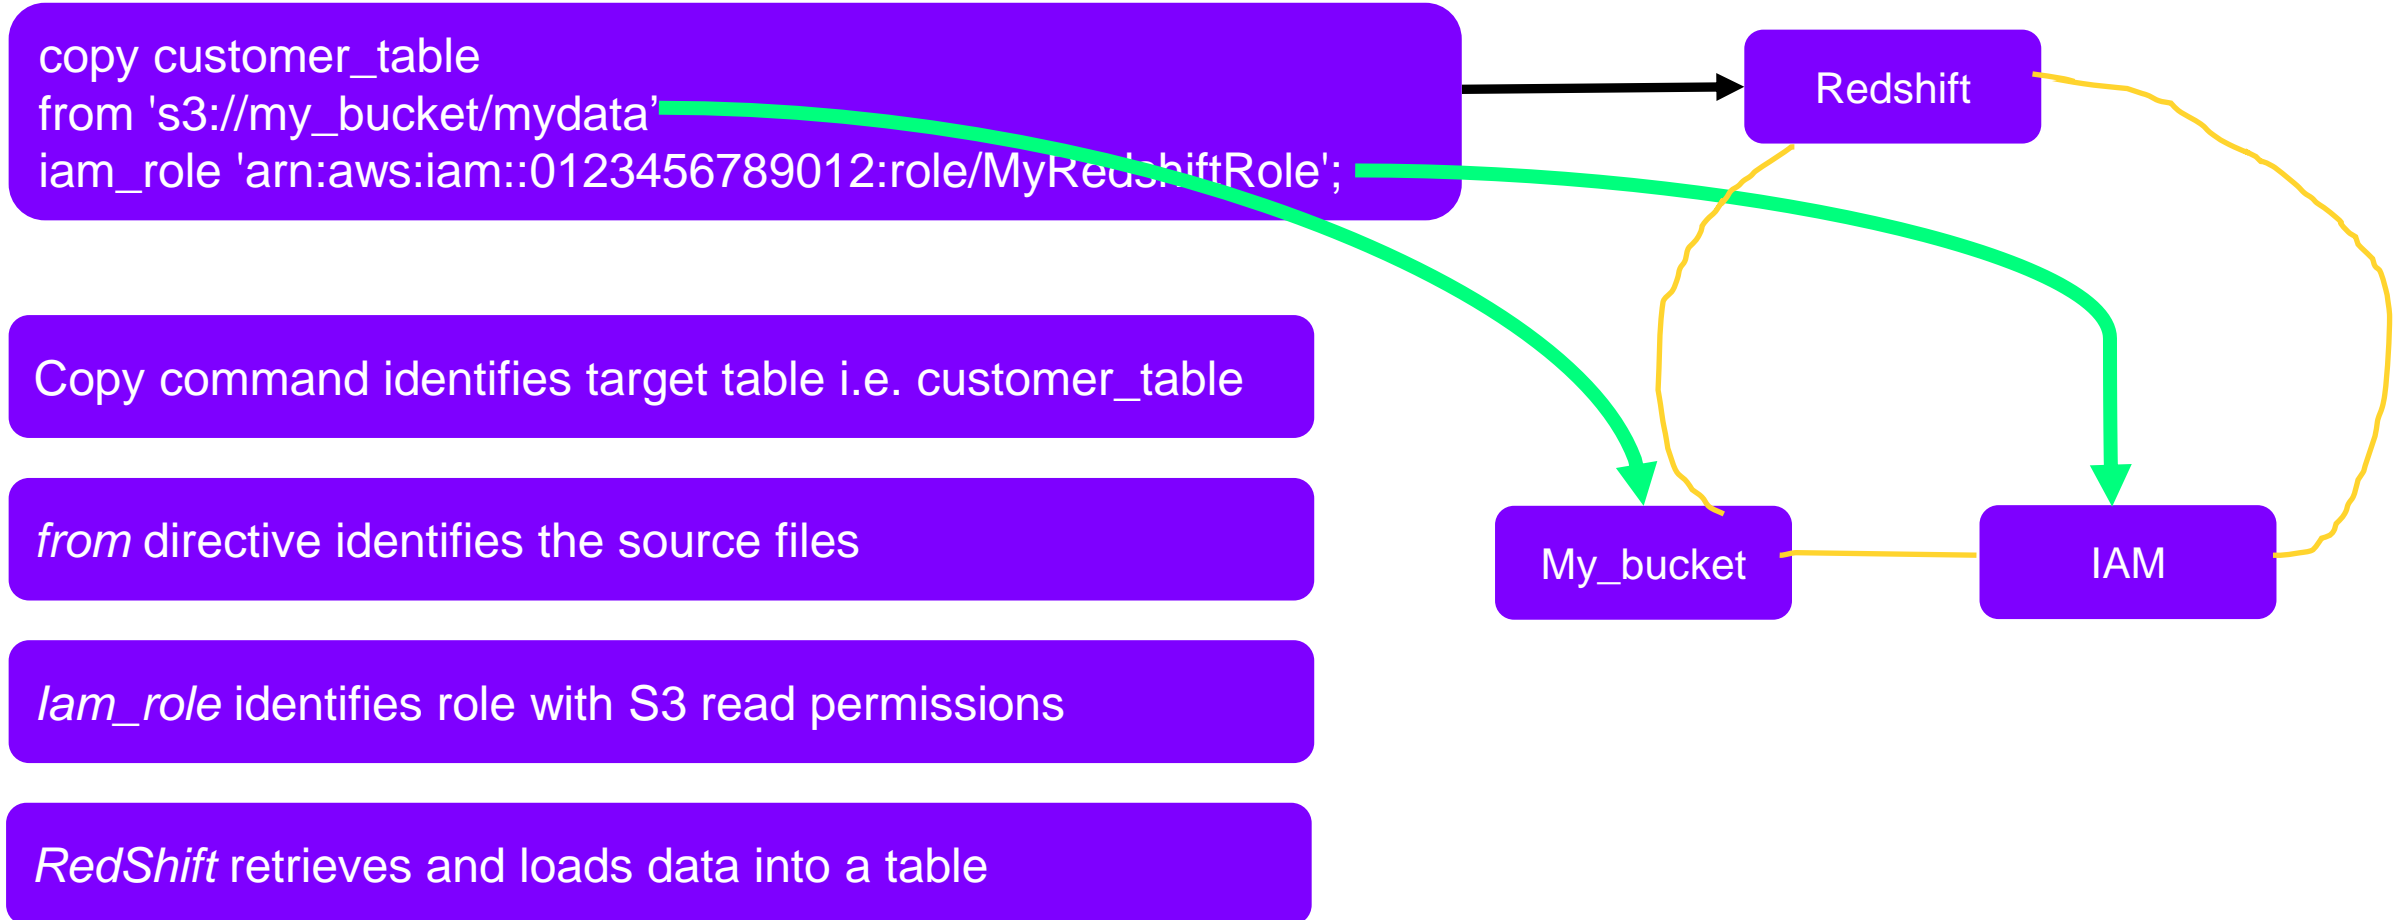 copy customer_table
from 's3://my_bucket/mydata’
iam_role 'arn:aws:iam::0123456789012:role/MyRedshiftRole';
Redshift
Copy command identifies target table i.e. customer_table
from directive identifies the source files
My_bucket
IAM
Iam_role identifies role with S3 read permissions
RedShift retrieves and loads data into a table